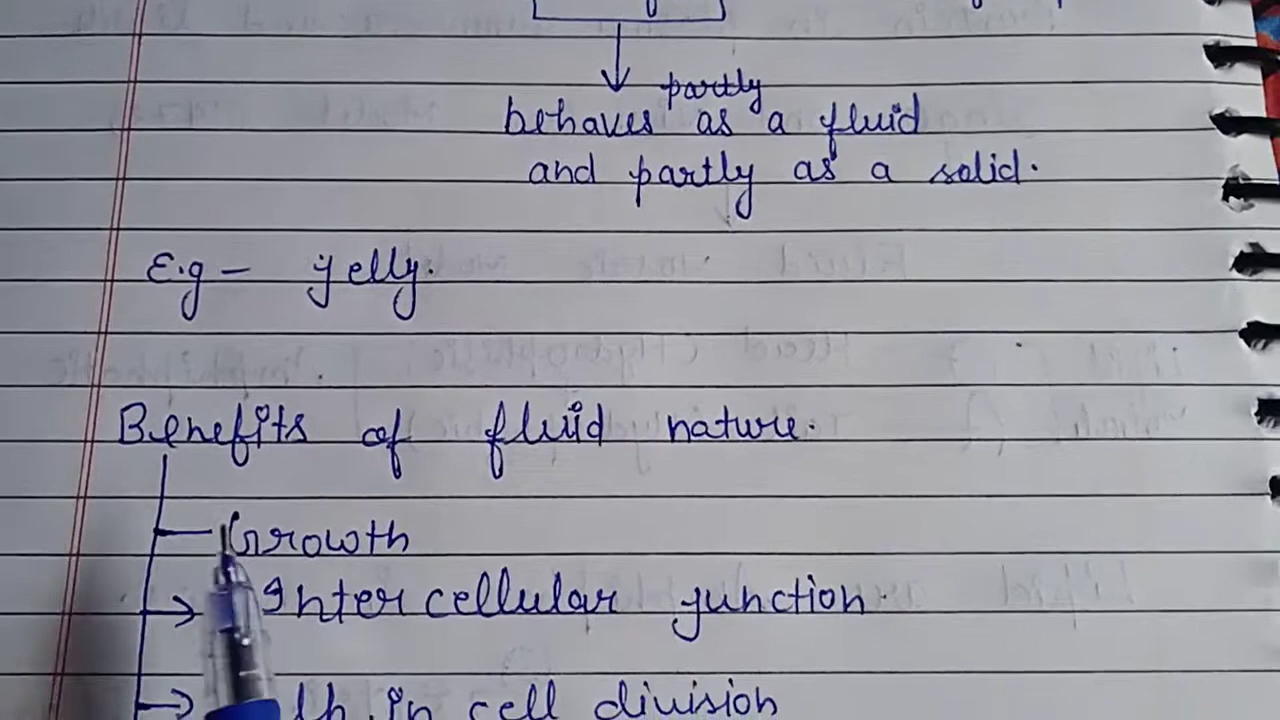 partly
behaves as a fluid
and partly as a solid.
E.g – jelly.
Benefits of fluid nature.
Growth
Intercellular junction
in cell division